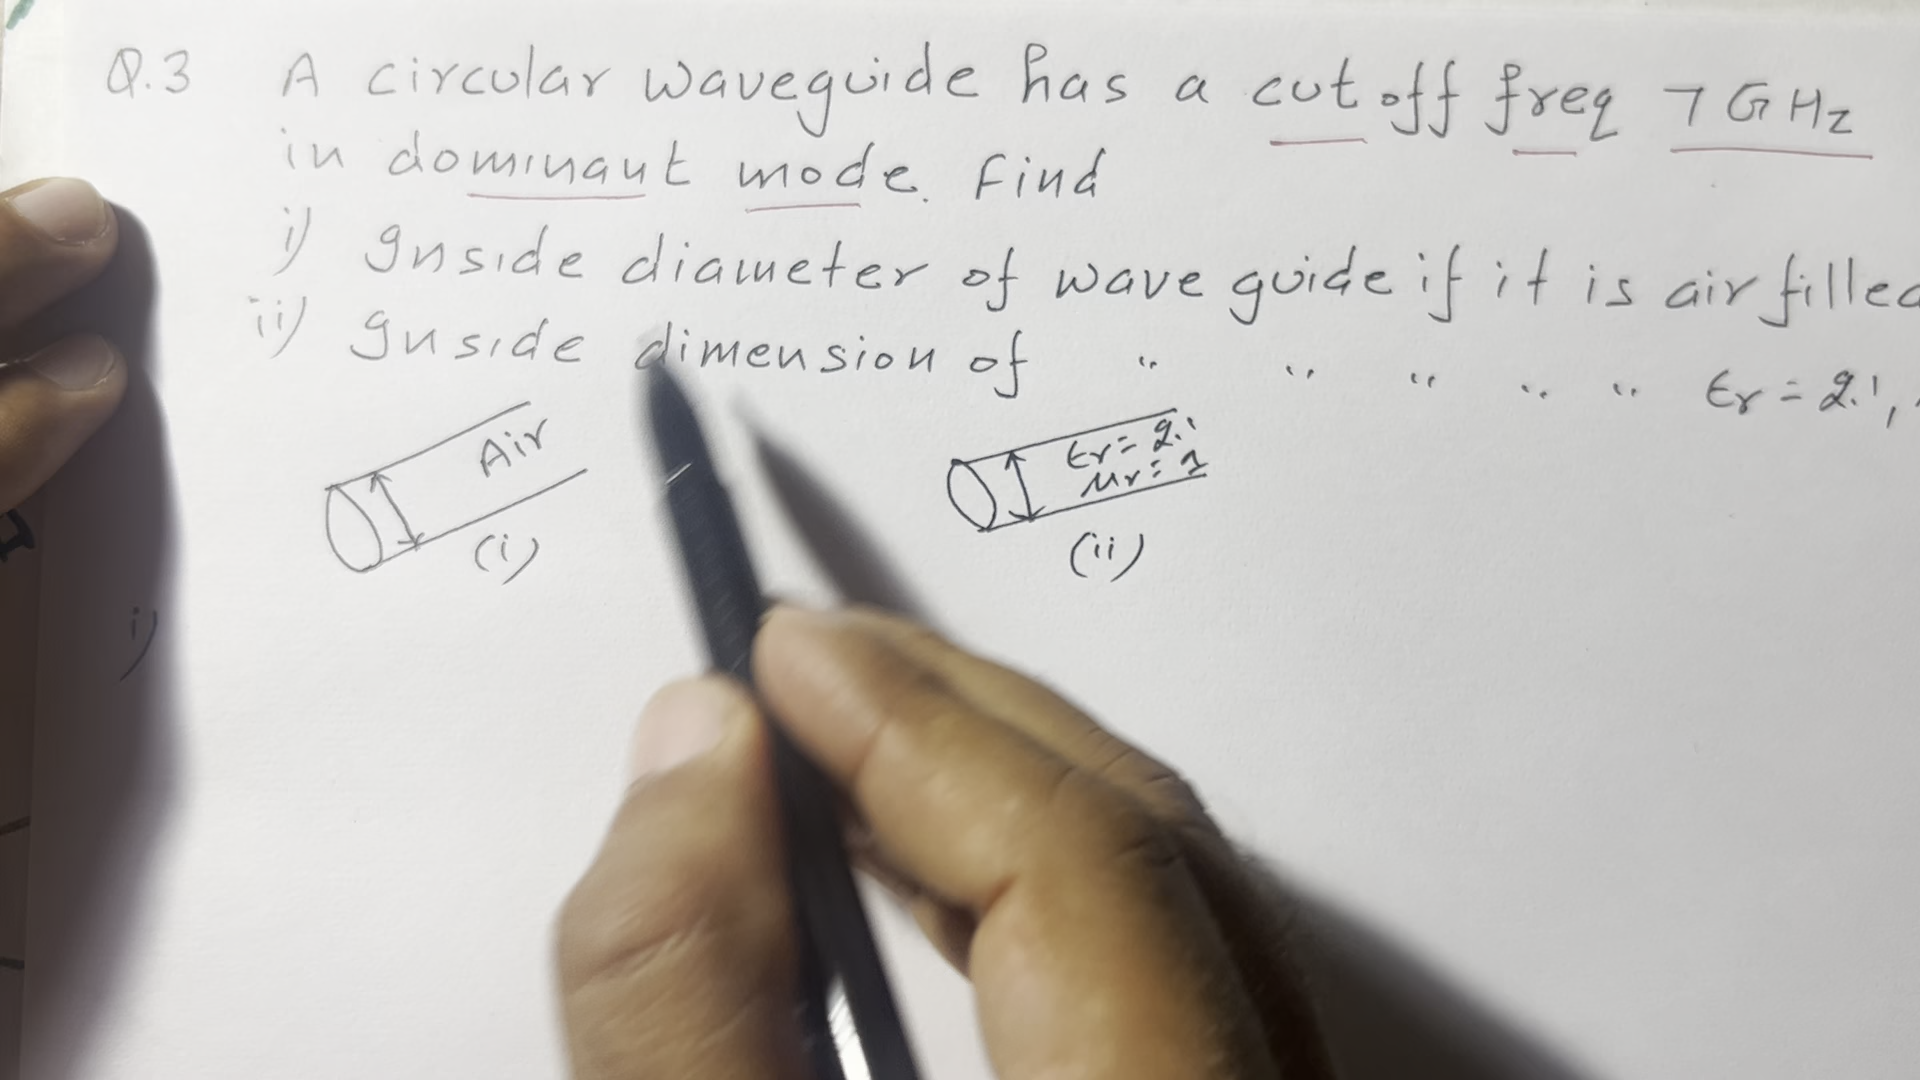 Q.3 A circular waveguide has a cut off freq 7 GHz
in dominant mode. Find
i) Inside diameter of wave guide if it is air filled
ii) Inside dimension of " " " " " εr = 2.1,
Air
(i)
εr = 2.1
μr = 1
(ii)
i)